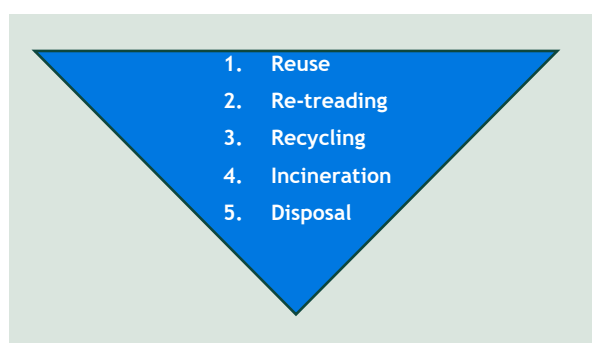 1. Reuse
2. Re-treading
3. Recycling
4. Incineration
5. Disposal